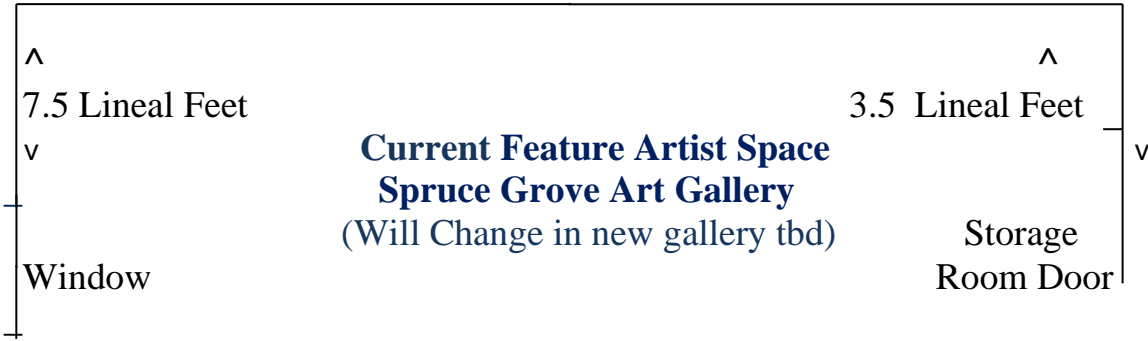 ^ ^
7.5 Lineal Feet 3.5 Lineal Feet
v Current Feature Artist Space v
Spruce Grove Art Gallery
(Will Change in new gallery tbd) Storage
Window Room Door